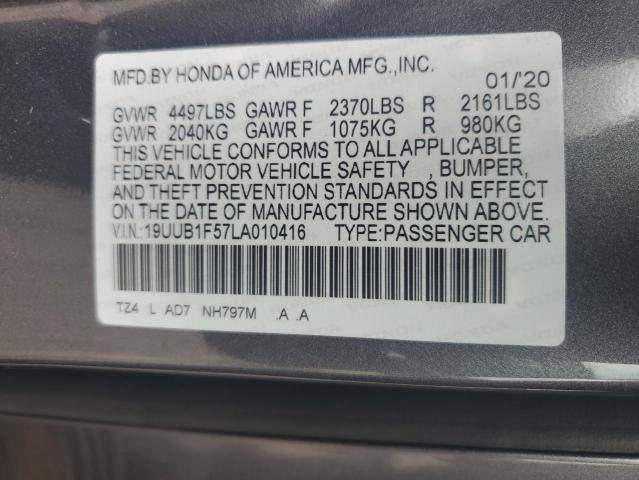 MFD.BY HONDA OF AMERICA MFG.,INC. 01/'20
GVWR 4497LBS GAWR F 2370LBS R 2161LBS
GVWR 2040KG GAWR F 1075KG R 980KG
THIS VEHICLE CONFORMS TO ALL APPLICABLE
FEDERAL MOTOR VEHICLE SAFETY , BUMPER,
AND THEFT PREVENTION STANDARDS IN EFFECT
ON THE DATE OF MANUFACTURE SHOWN ABOVE.
V.I.N.:19UUB1F57LA010416 TYPE:PASSENGER CAR
TZ4 L AD7 NH797M .A .A